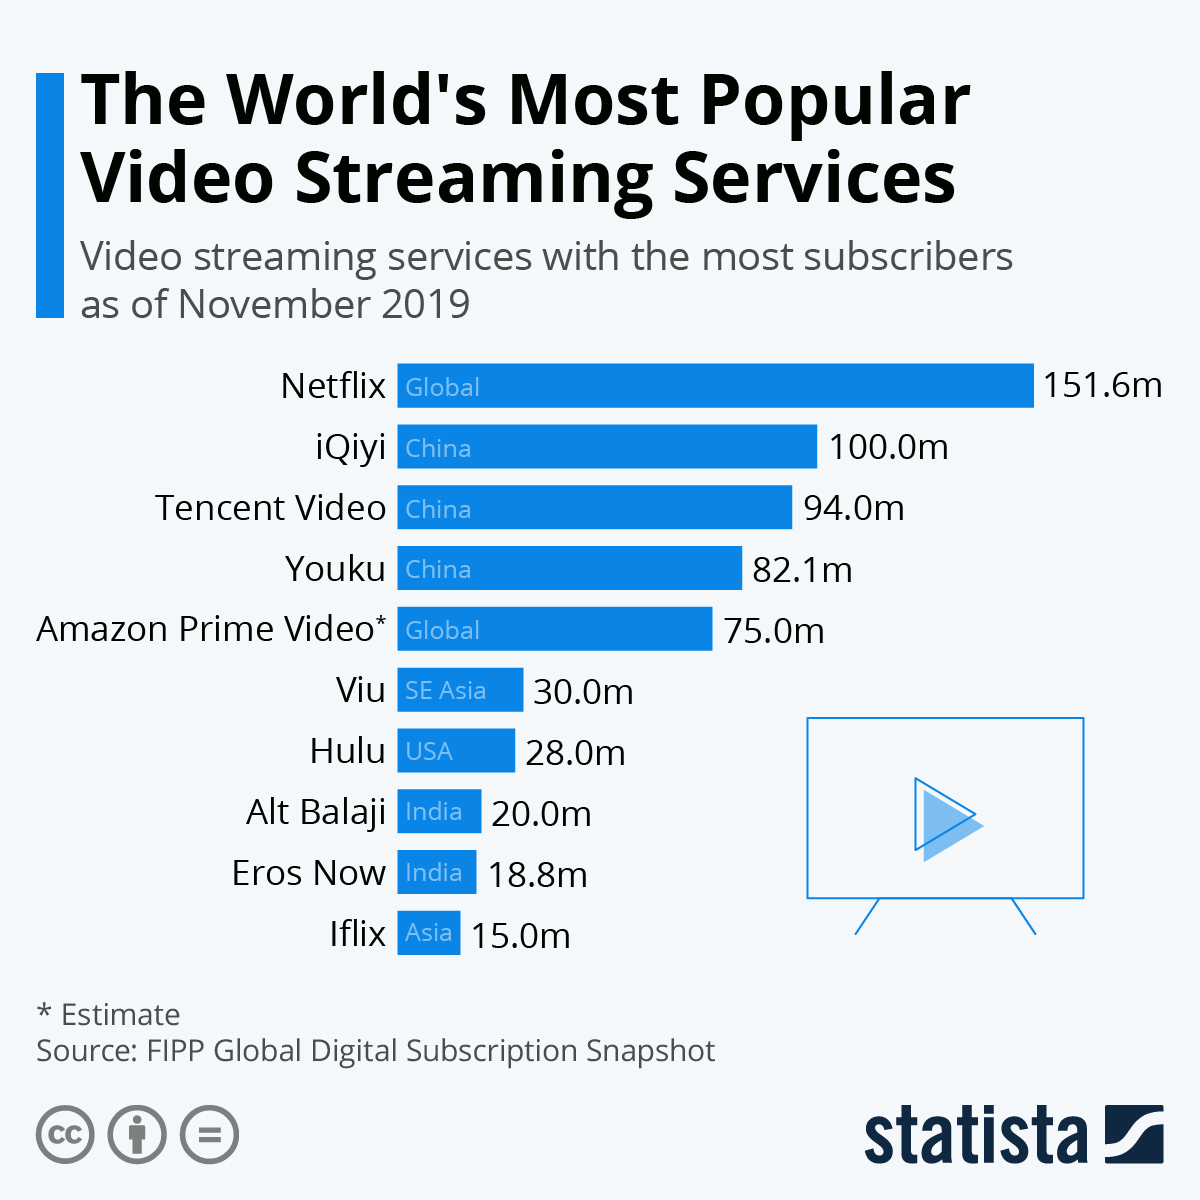 The World's Most Popular
Video Streaming Services
Video streaming services with the most subscribers
as of November 2019
Netflix Global 151.6m
iQiyi China 100.0m
Tencent Video China 94.0m
Youku China 82.1m
Amazon Prime Video* Global 75.0m
Viu SE Asia 30.0m
Hulu USA 28.0m
Alt Balaji India 20.0m
Eros Now India 18.8m
Iflix Asia 15.0m
* Estimate
Source: FIPP Global Digital Subscription Snapshot
cc statista